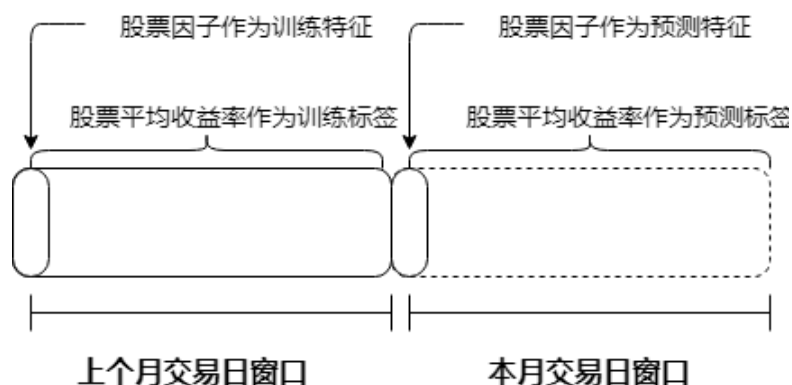 股票因子作为训练特征
股票因子作为预测特征
股票平均收益率作为训练标签
股票平均收益率作为预测标签
上个月交易日窗口
本月交易日窗口